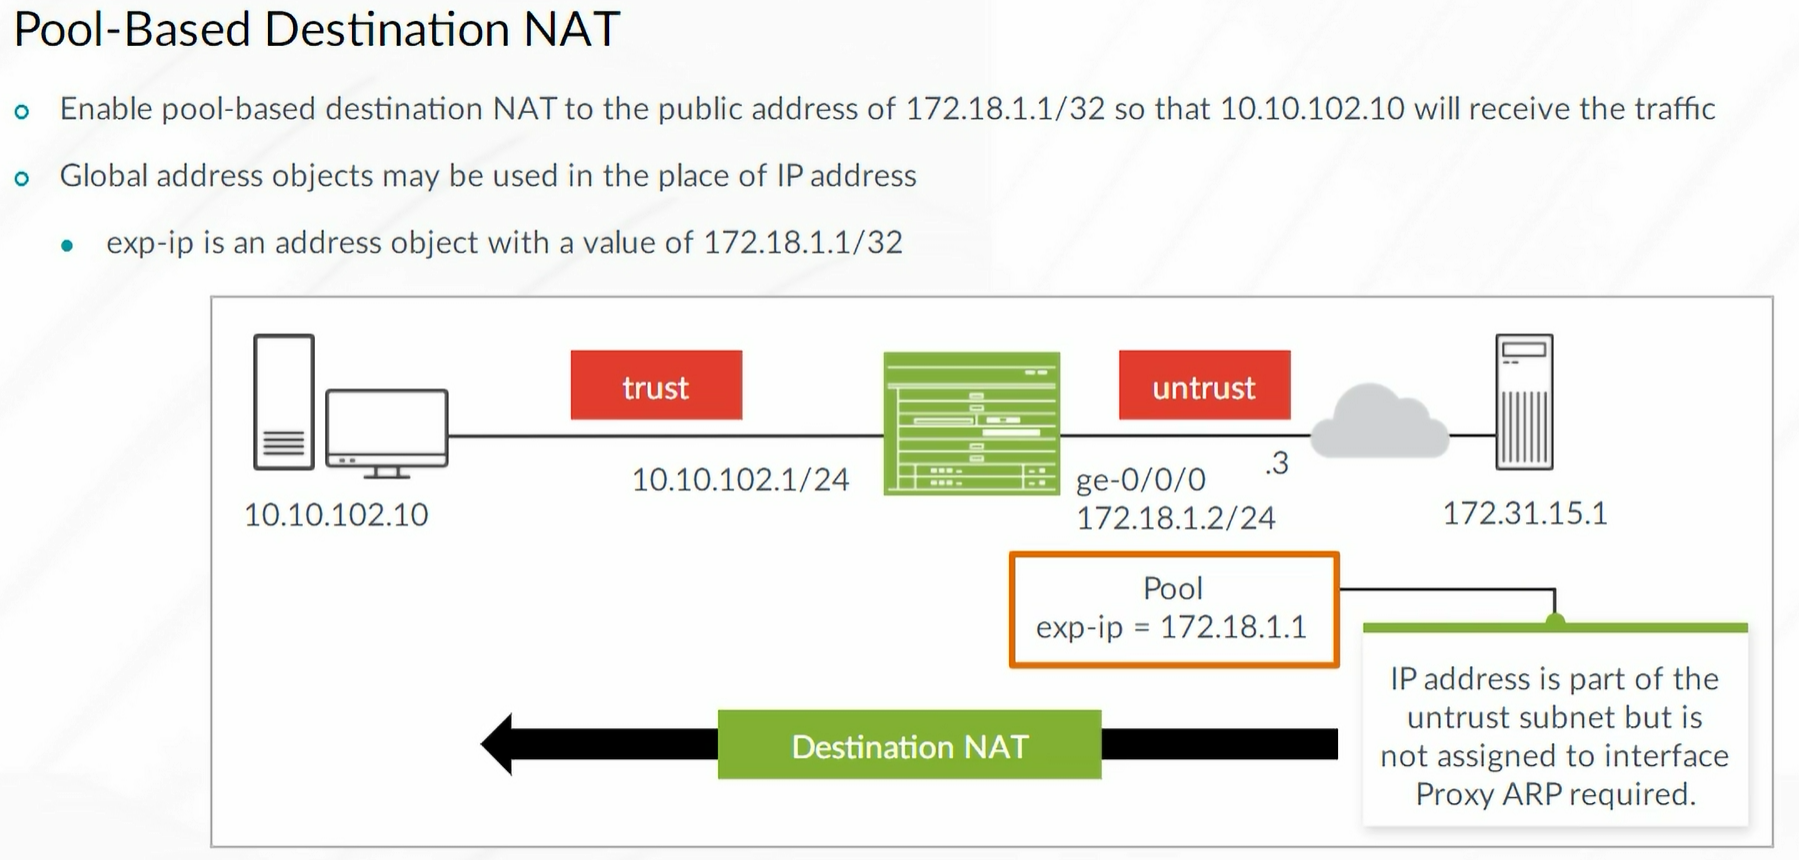 Pool-Based Destination NAT
Enable pool-based destination NAT to the public address of 172.18.1.1/32 so that 10.10.102.10 will receive the traffic
Global address objects may be used in the place of IP address
exp-ip is an address object with a value of 172.18.1.1/32
trust
untrust
10.10.102.1/24
ge-0/0/0
.3
172.18.1.2/24
10.10.102.10
172.31.15.1
Pool
exp-ip = 172.18.1.1
IP address is part of the
untrust subnet but is
not assigned to interface
Proxy ARP required.
Destination NAT